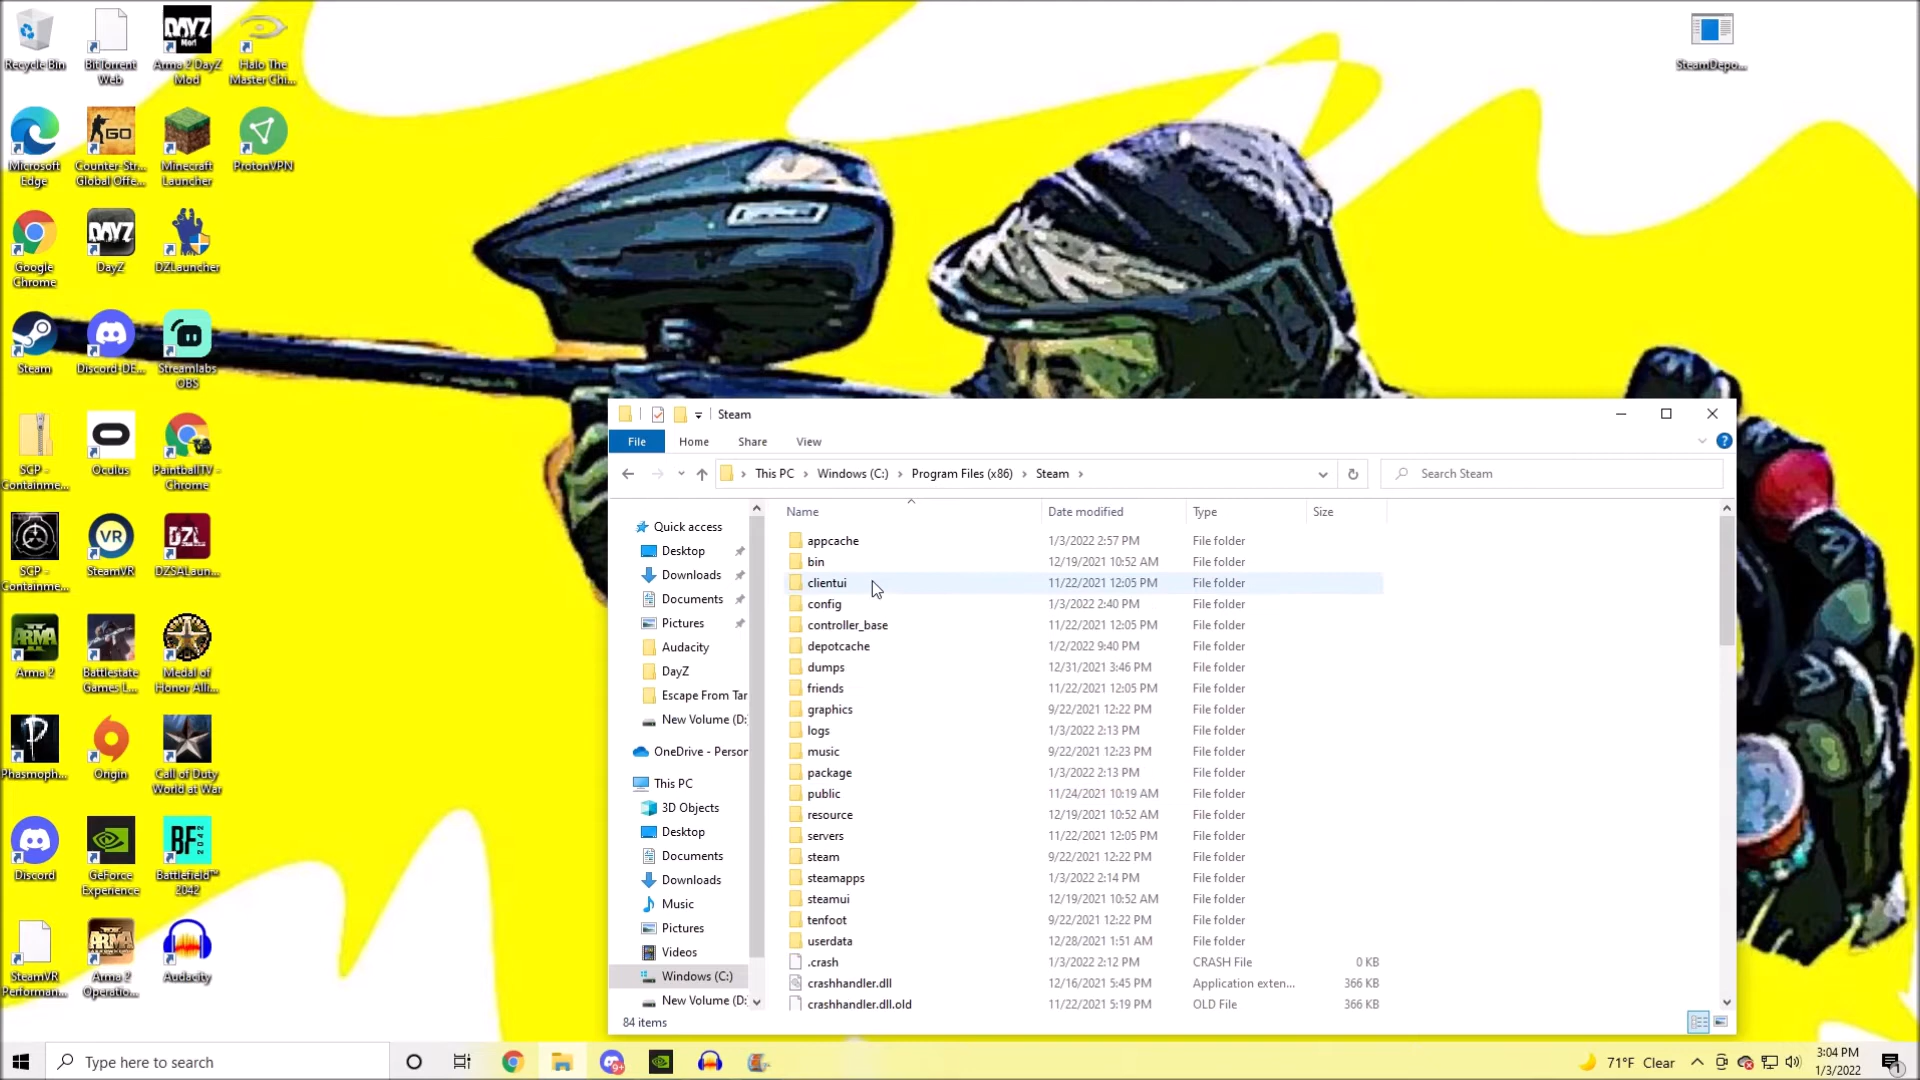 Recycle Bin
BitTorrent Web
DAYZ
Mod
Arma 2 DayZ Mod
Halo The Master Chi...
SteamDepo...
Microsoft Edge
GO
Counter-Str... Global Offe...
Minecraft Launcher
ProtonVPN
Google Chrome
DAYZ
DayZ
DZLauncher
Steam
Discord-DE...
Streamlabs OBS
SCP - Containme...
Oculus
PaintballTV - Chrome
SCP - Containme...
VR
SteamVR
DZL
DZSALaun...
ARMA
Arma 2
Battlestate Games L...
Medal of Honor Alli...
P
Phasmoph...
Origin
Call of Duty World at War
Discord
GeForce Experience
BF 2042
Battlefield™ 2042
SteamVR Performan...
ARMA
Arma 2 Operatio...
Audacity
Steam
File Home Share View
This PC Windows (C:) Program Files (x86) Steam
Search Steam
Name Date modified Type Size
Quick access
Desktop
Downloads
Documents
Pictures
Audacity
DayZ
Escape From Tar
New Volume (D:
OneDrive - Person
This PC
3D Objects
Desktop
Documents
Downloads
Music
Pictures
Videos
Windows (C:)
New Volume (D:
appcache 1/3/2022 2:57 PM File folder
bin 12/19/2021 10:52 AM File folder
clientui 11/22/2021 12:05 PM File folder
config 1/3/2022 2:40 PM File folder
controller_base 11/22/2021 12:05 PM File folder
depotcache 1/2/2022 9:40 PM File folder
dumps 12/31/2021 3:46 PM File folder
friends 11/22/2021 12:05 PM File folder
graphics 9/22/2021 12:22 PM File folder
logs 1/3/2022 2:13 PM File folder
music 9/22/2021 12:23 PM File folder
package 1/3/2022 2:13 PM File folder
public 11/24/2021 10:19 AM File folder
resource 12/19/2021 10:52 AM File folder
servers 11/22/2021 12:05 PM File folder
steam 9/22/2021 12:22 PM File folder
steamapps 1/3/2022 2:14 PM File folder
steamui 12/19/2021 10:52 AM File folder
tenfoot 9/22/2021 12:22 PM File folder
userdata 12/28/2021 1:51 AM File folder
.crash 1/3/2022 2:12 PM CRASH File 0 KB
crashhandler.dll 12/16/2021 5:45 PM Application exten... 366 KB
crashhandler.dll.old 11/22/2021 5:19 PM OLD File 366 KB
84 items
Type here to search
9+
71°F Clear
3:04 PM
1/3/2022
1